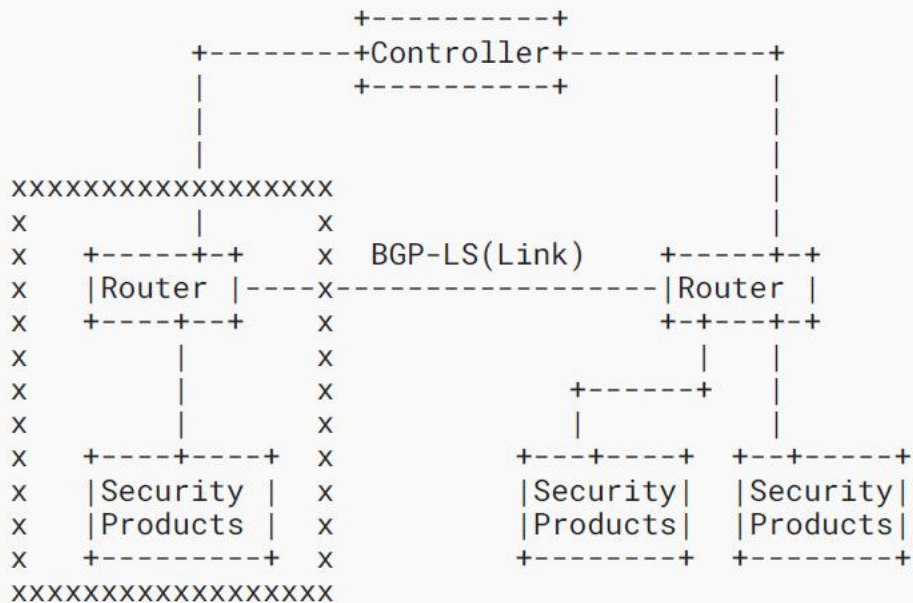 Controller
BGP-LS(Link)
Router Router
Security Security Security
Products Products Products